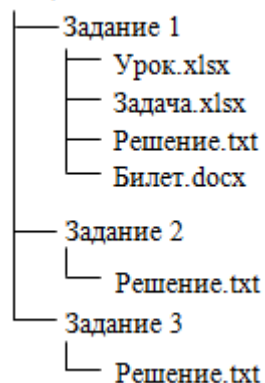 Задание 1
Урок.xlsx
Задача.xlsx
Решение.txt
Билет.docx
Задание 2
Решение.txt
Задание 3
Решение.txt